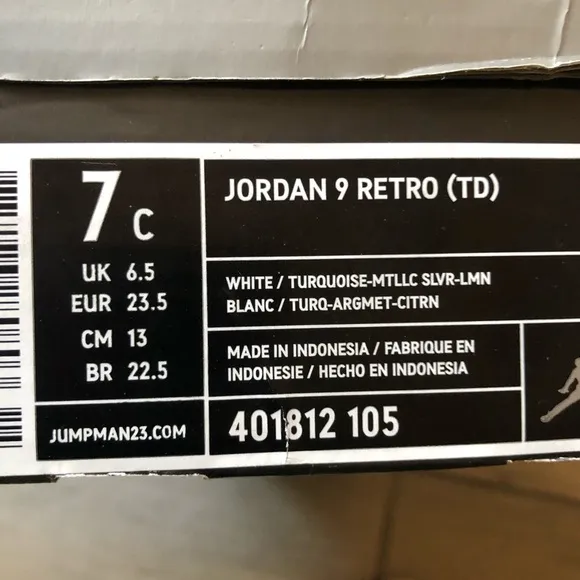 7 C
UK 6.5
EUR 23.5
CM 13
BR 22.5
JUMPMAN23.COM
JORDAN 9 RETRO (TD)
WHITE / TURQUOISE-MTLLC SLVR-LMN
BLANC / TURQ-ARGMET-CITRN
MADE IN INDONESIA / FABRIQUE EN
INDONESIE / HECHO EN INDONESIA
401812 105